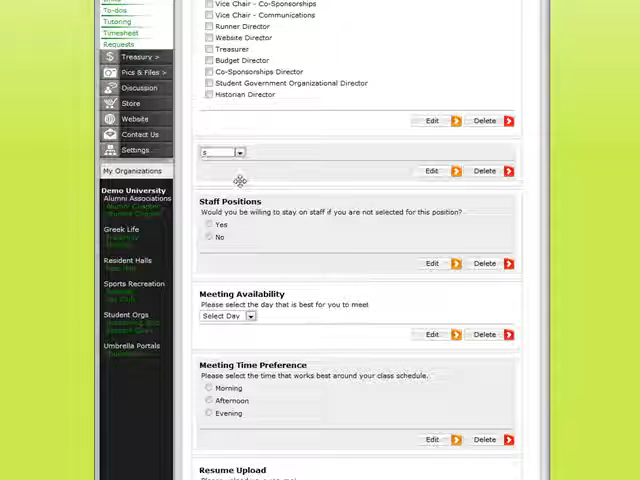 To-dos
Tutoring
Timesheet
Requests
Treasury >
Pics & Files >
Discussion
Store
Website
Contact Us
Settings
My Organizations
Demo University
Alumni Associations
Alumni Chapter
Greek Life
Fraternity
Resident Halls
Sports Recreation
Student Orgs
Umbrella Portals
Vice Chair - Co-Sponsorships
Vice Chair - Communications
Runner Director
Website Director
Treasurer
Budget Director
Co-Sponsorships Director
Student Government Organizational Director
Historian Director
Edit Delete
s
Edit Delete
Staff Positions
Would you be willing to stay on staff if you are not selected for this position?
Yes
No
Edit Delete
Meeting Availability
Please select the day that is best for you to meet
Select Day
Edit Delete
Meeting Time Preference
Please select the time that works best around your class schedule.
Morning
Afternoon
Evening
Edit Delete
Resume Upload